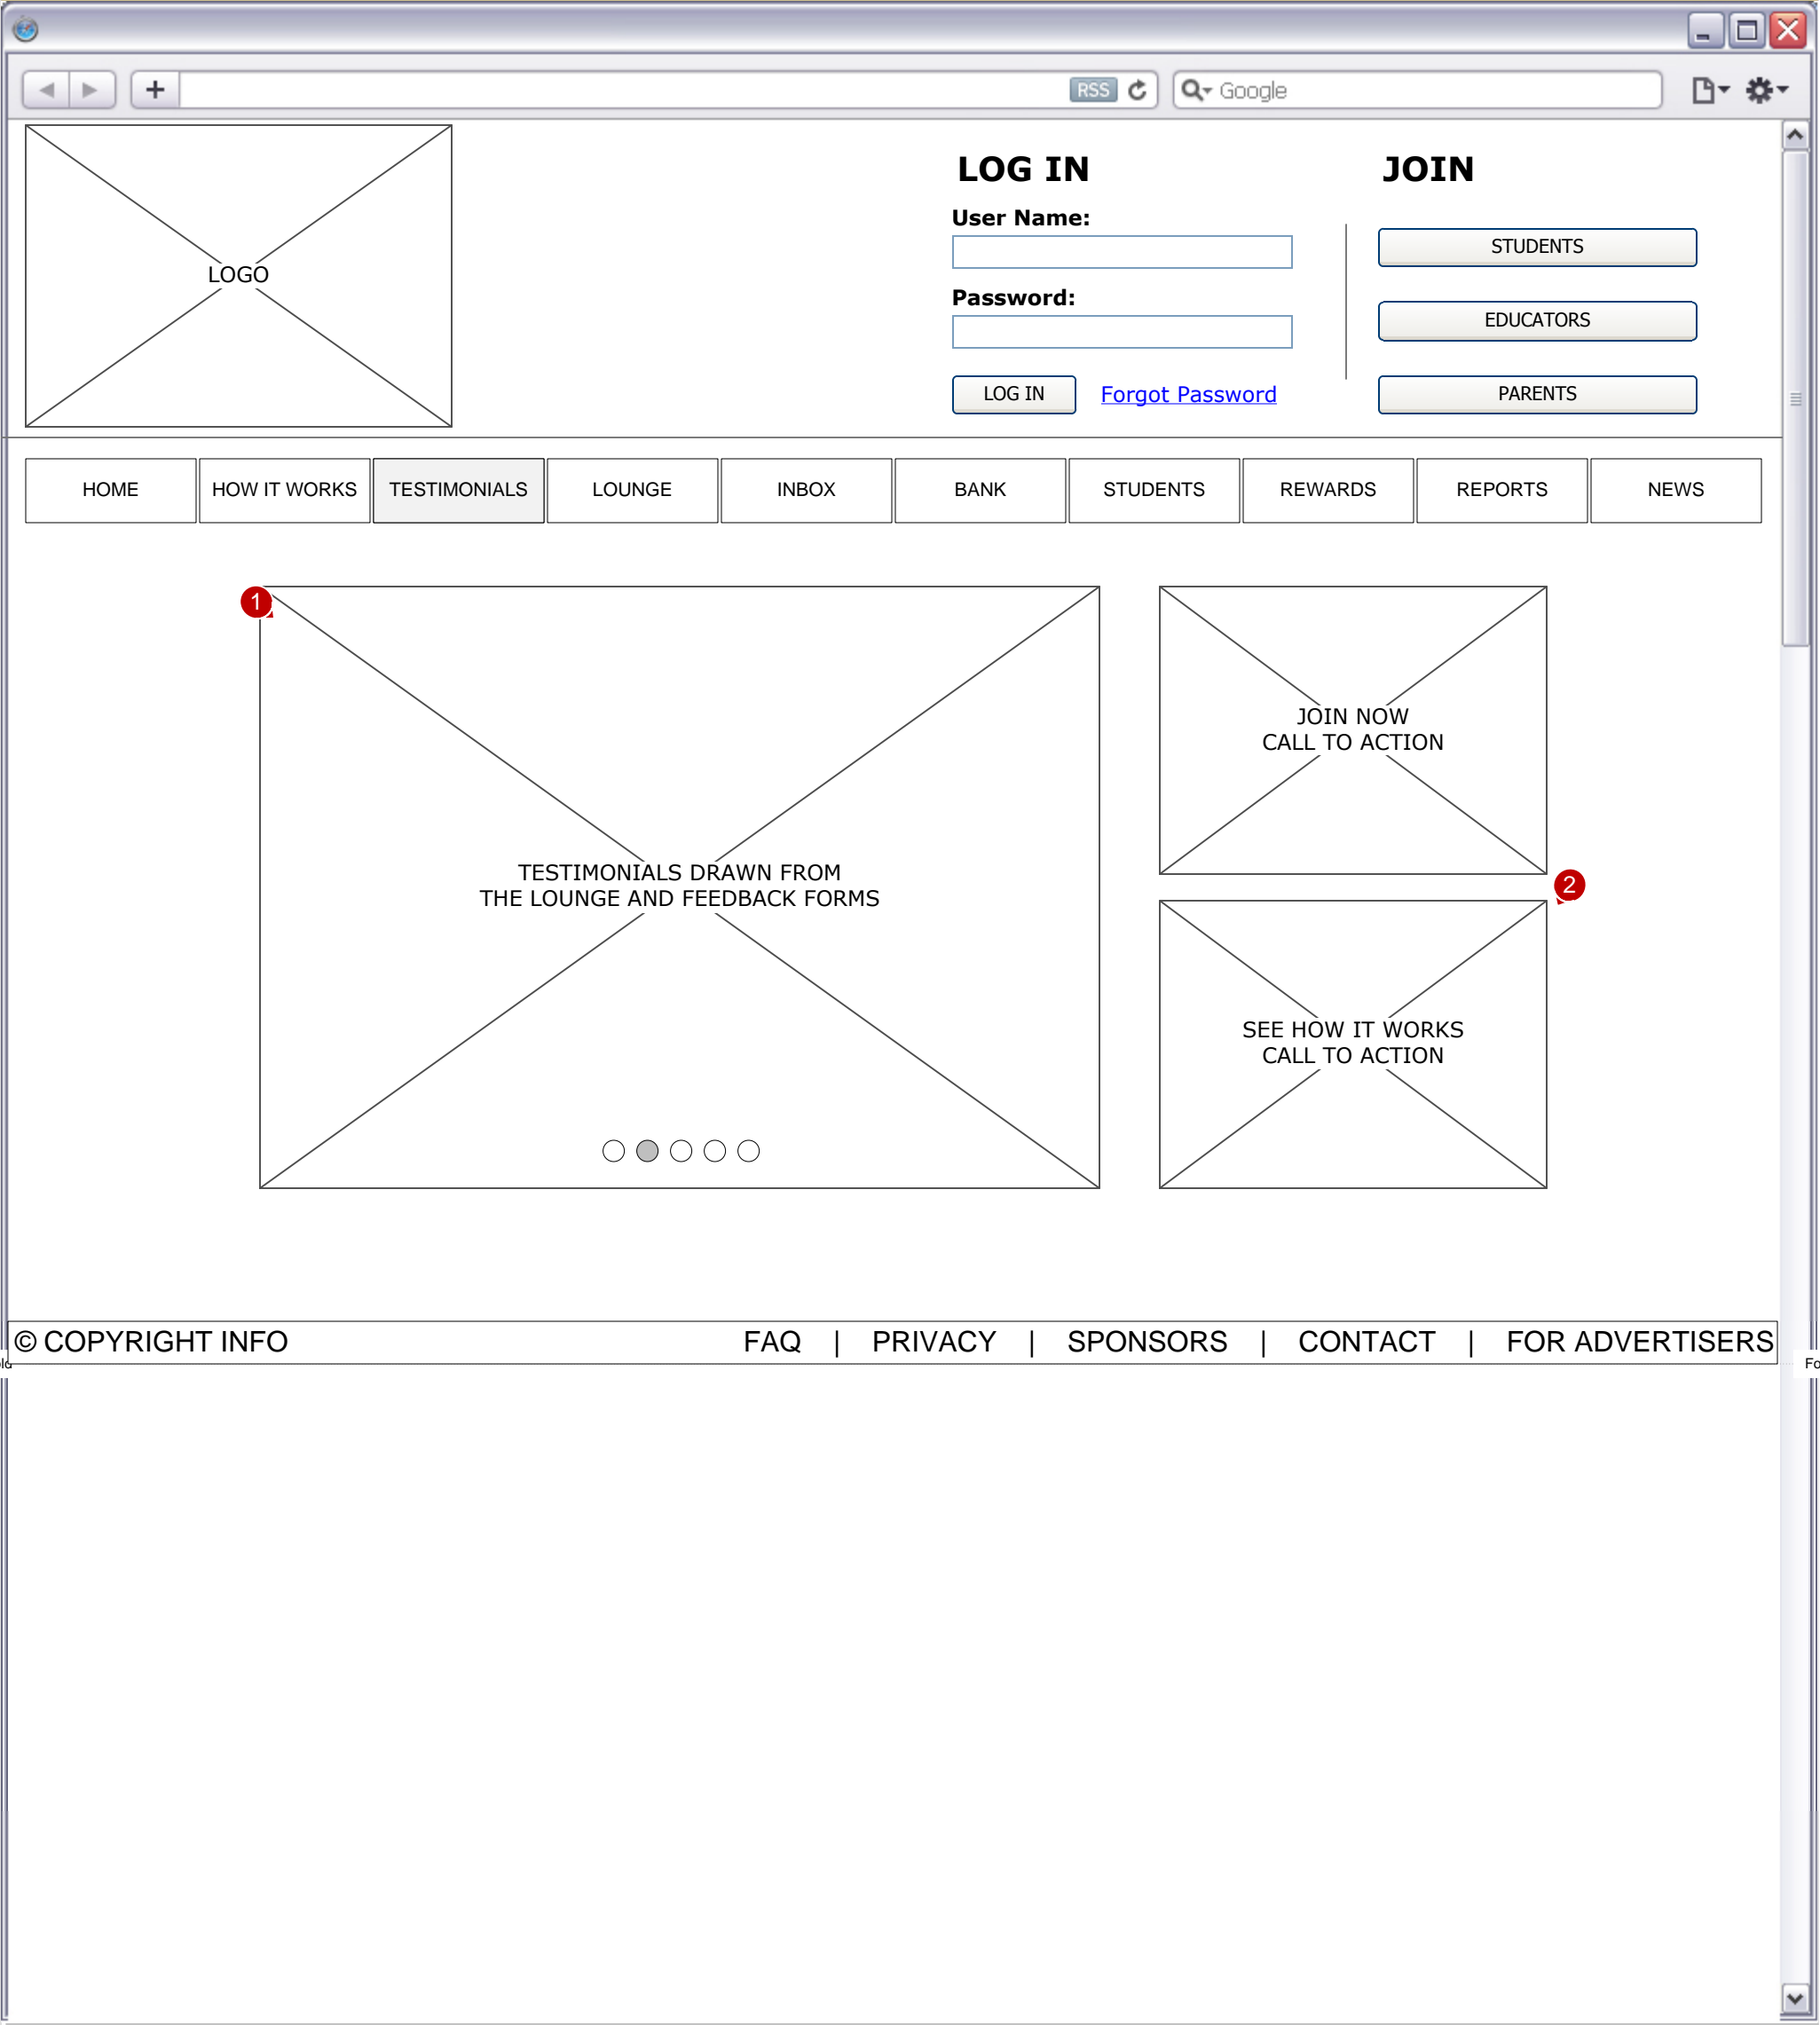 RSS
Google
LOGO
LOG IN
User Name:
Password:
LOG IN Forgot Password
JOIN
STUDENTS
EDUCATORS
PARENTS
HOME HOW IT WORKS TESTIMONIALS LOUNGE INBOX BANK STUDENTS REWARDS REPORTS NEWS
1
TESTIMONIALS DRAWN FROM
THE LOUNGE AND FEEDBACK FORMS
JOIN NOW
CALL TO ACTION
2
SEE HOW IT WORKS
CALL TO ACTION
© COPYRIGHT INFO FAQ | PRIVACY | SPONSORS | CONTACT | FOR ADVERTISERS